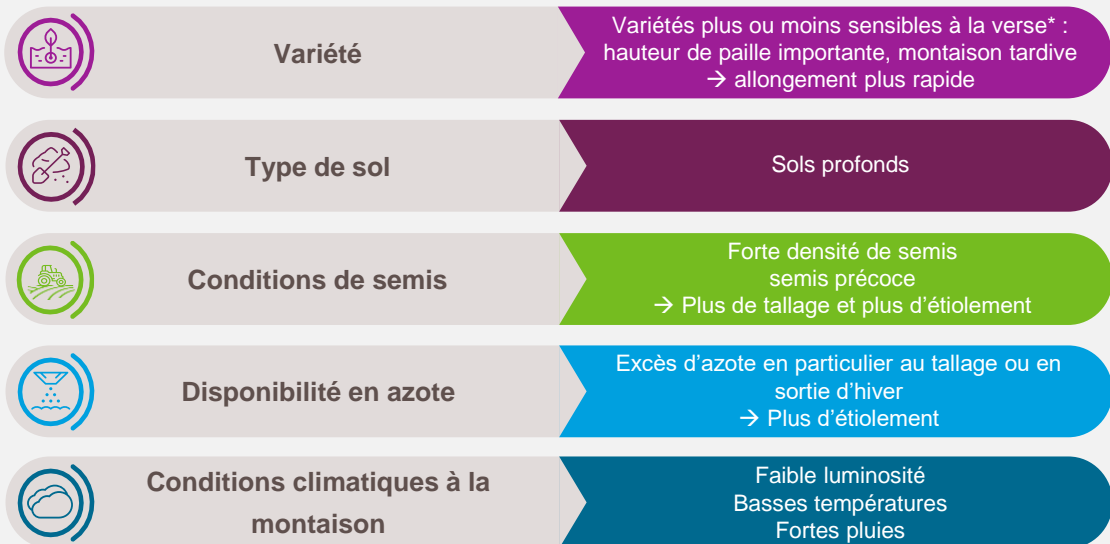 Variété
Variétés plus ou moins sensibles à la verse* :
hauteur de paille importante, montaison tardive
→ allongement plus rapide
Type de sol
Sols profonds
Conditions de semis
Forte densité de semis
semis précoce
→ Plus de tallage et plus d'étiolement
Disponibilité en azote
Excès d'azote en particulier au tallage ou en
sortie d'hiver
→ Plus d'étiolement
Conditions climatiques à la
montaison
Faible luminosité
Basses températures
Fortes pluies